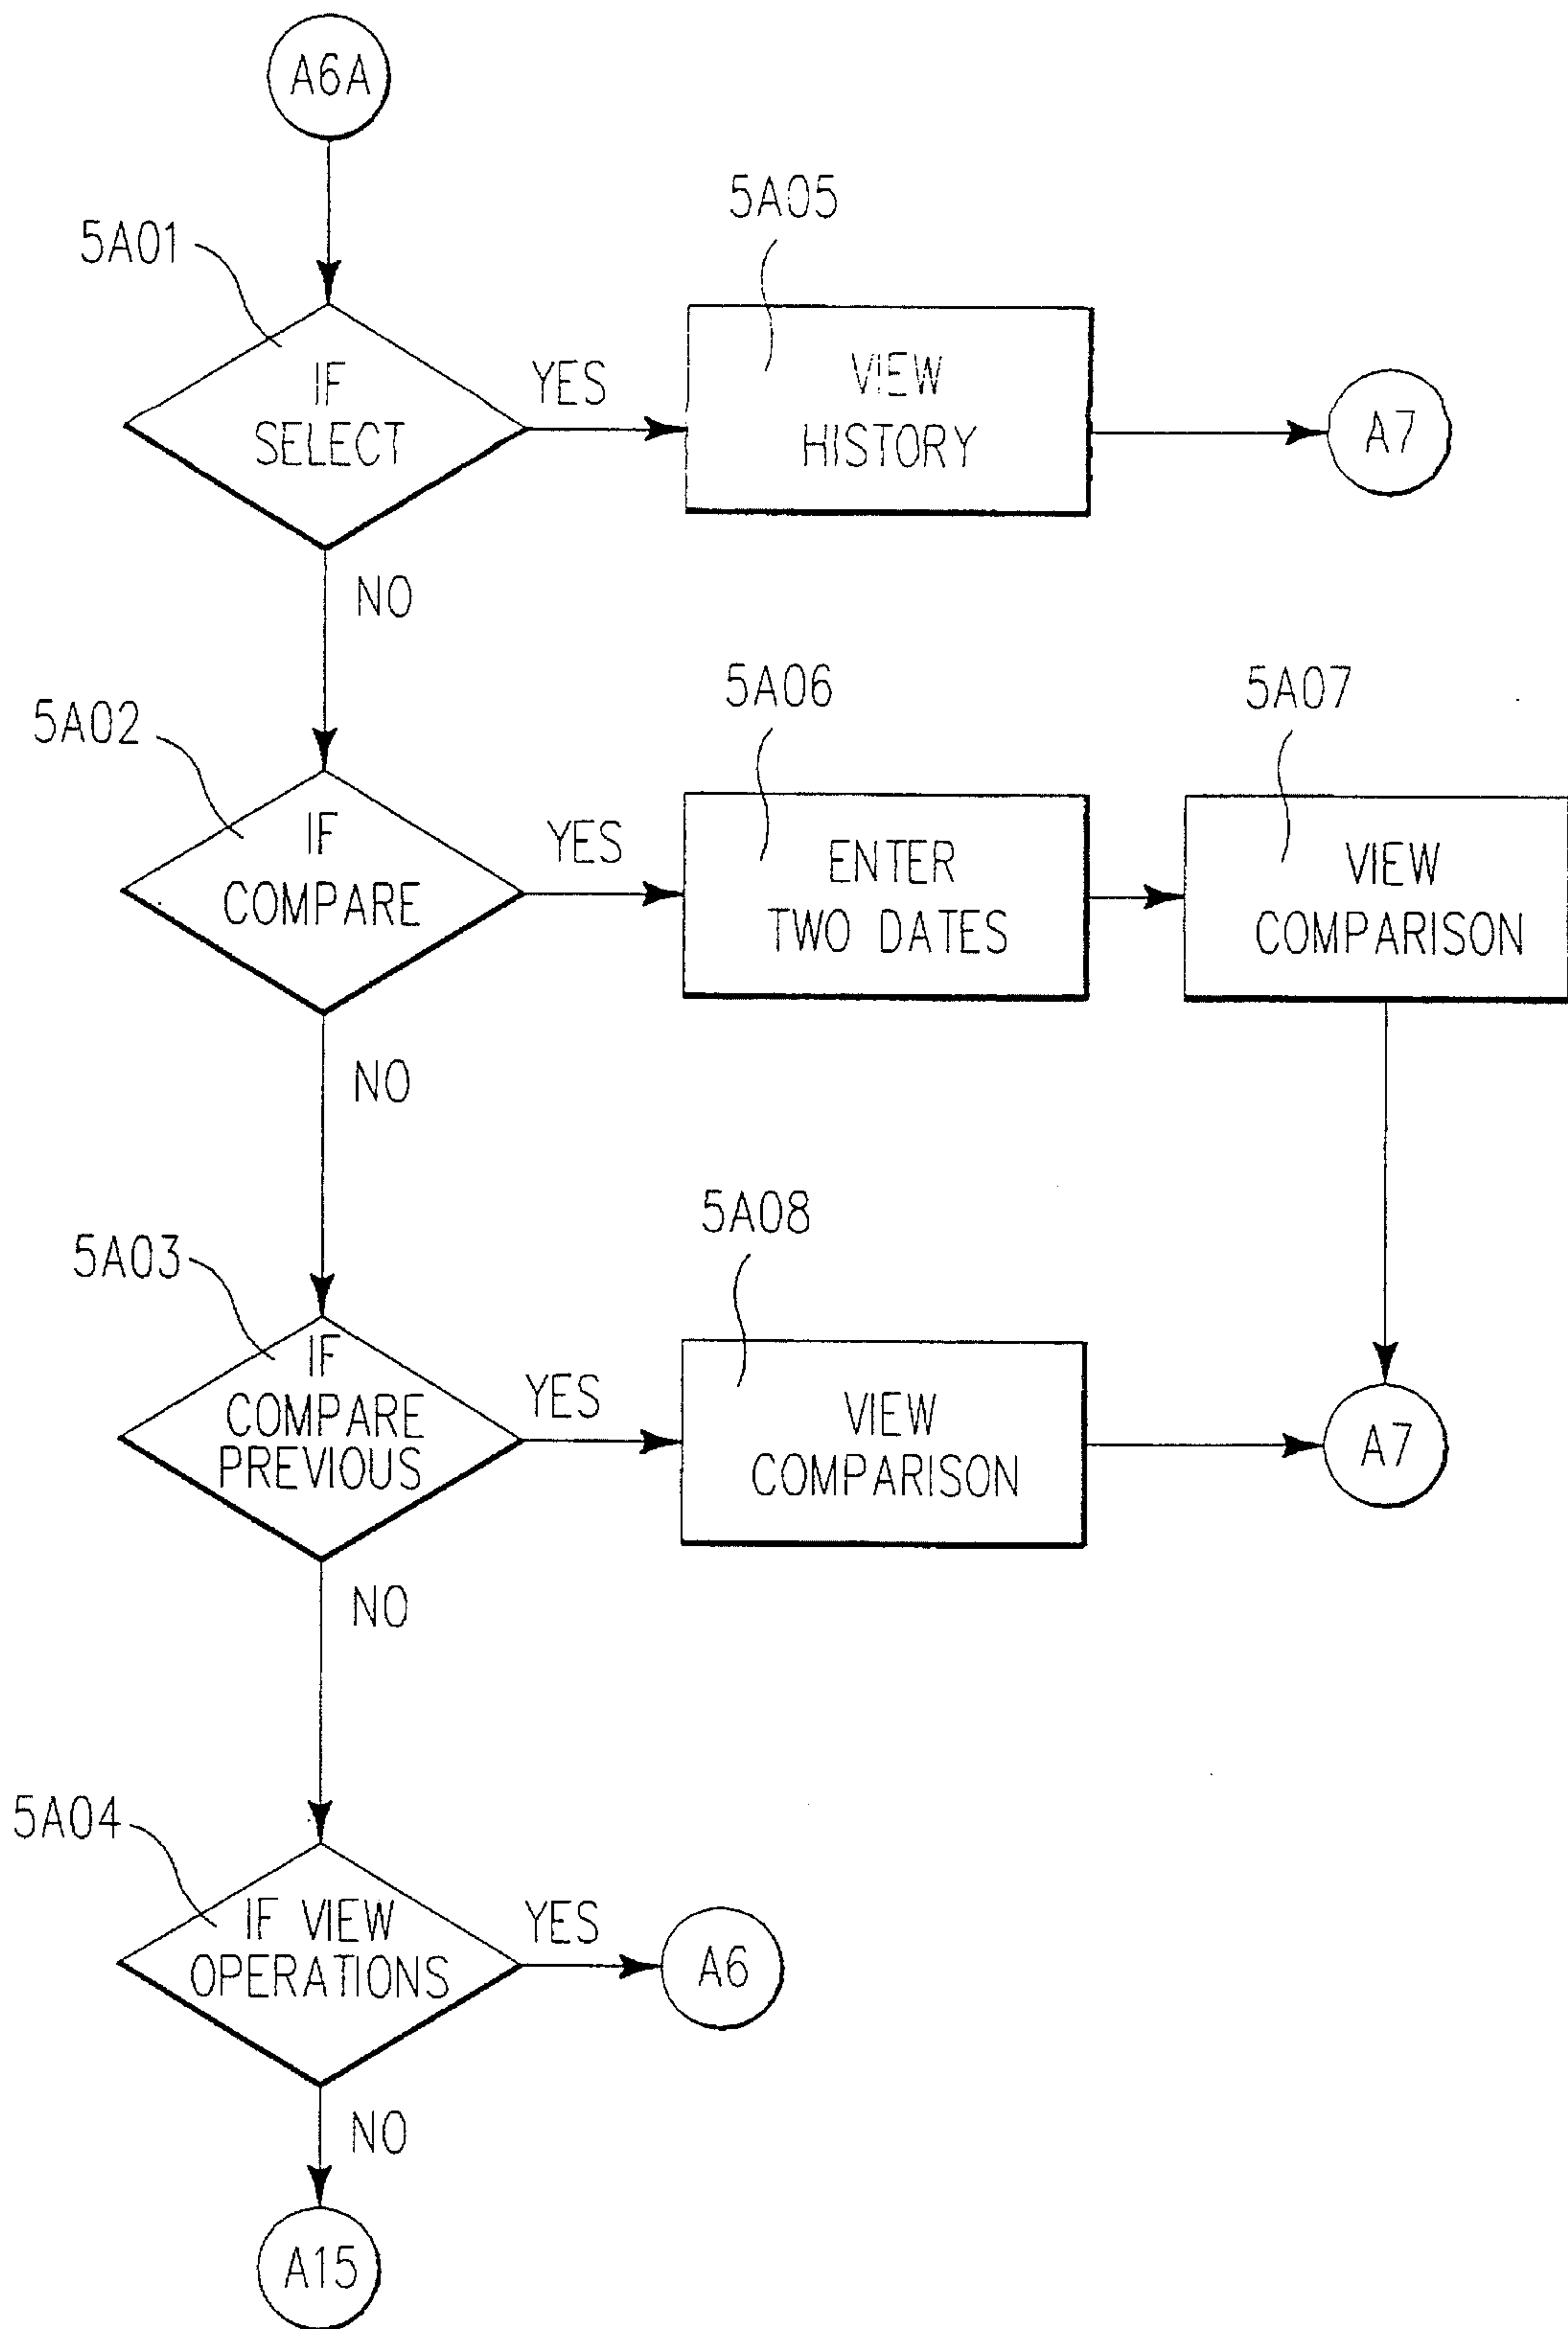 A6A
5A01
IF
SELECT
YES
5A05
VIEW
HISTORY
A7
NO
5A02
IF
COMPARE
YES
5A06
ENTER
TWO DATES
5A07
VIEW
COMPARISON
NO
5A03
IF
COMPARE
PREVIOUS
YES
5A08
VIEW
COMPARISON
A7
NO
5A04
IF VIEW
OPERATIONS
YES
A6
NO
A15